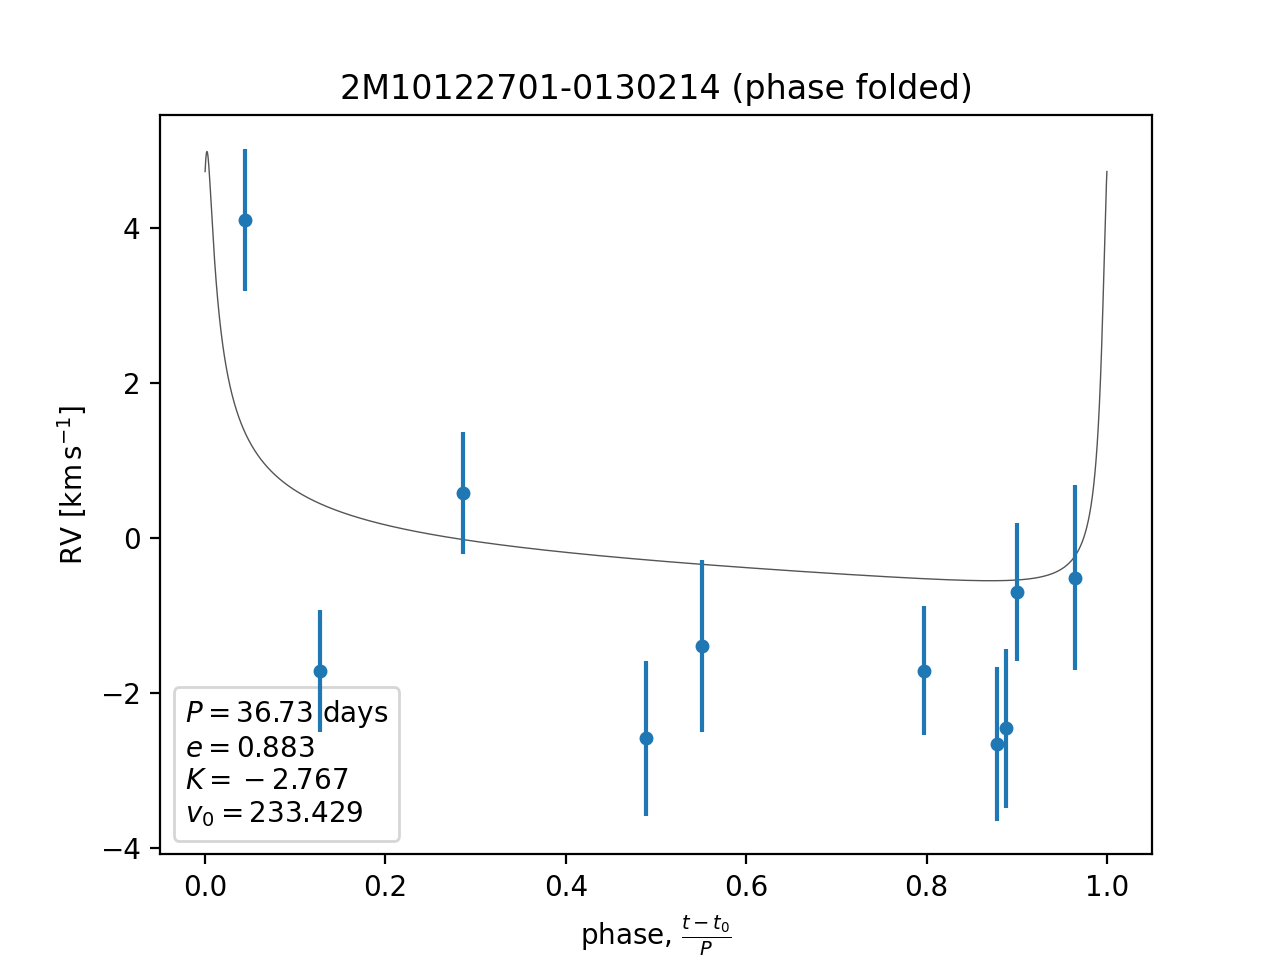 2M10122701-0130214 (phase folded)
RV [km s⁻¹]
4
2
0
−2
−4
P = 36.73 days
e = 0.883
K = −2.767
v₀ = 233.429
0.0 0.2 0.4 0.6 0.8 1.0
phase, (t − t₀)/P